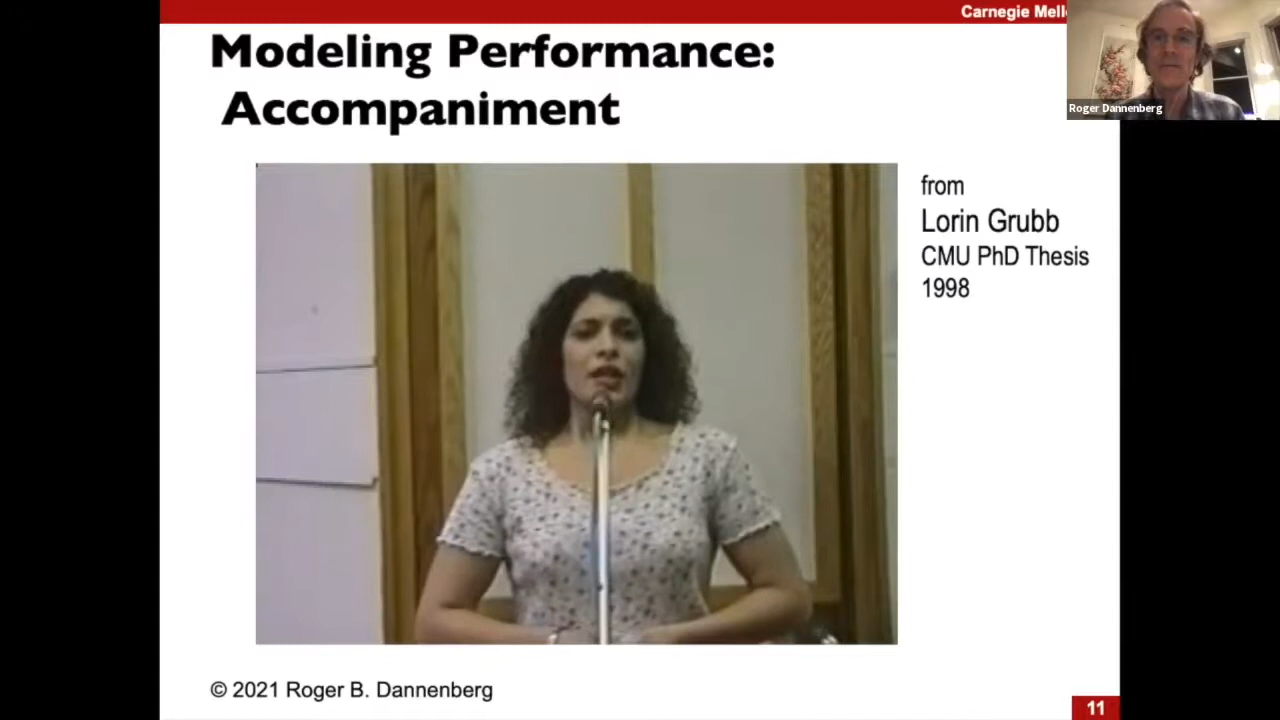 Carnegie Mell
Modeling Performance:
Accompaniment
Roger Dannenberg
from
Lorin Grubb
CMU PhD Thesis
1998
© 2021 Roger B. Dannenberg
11